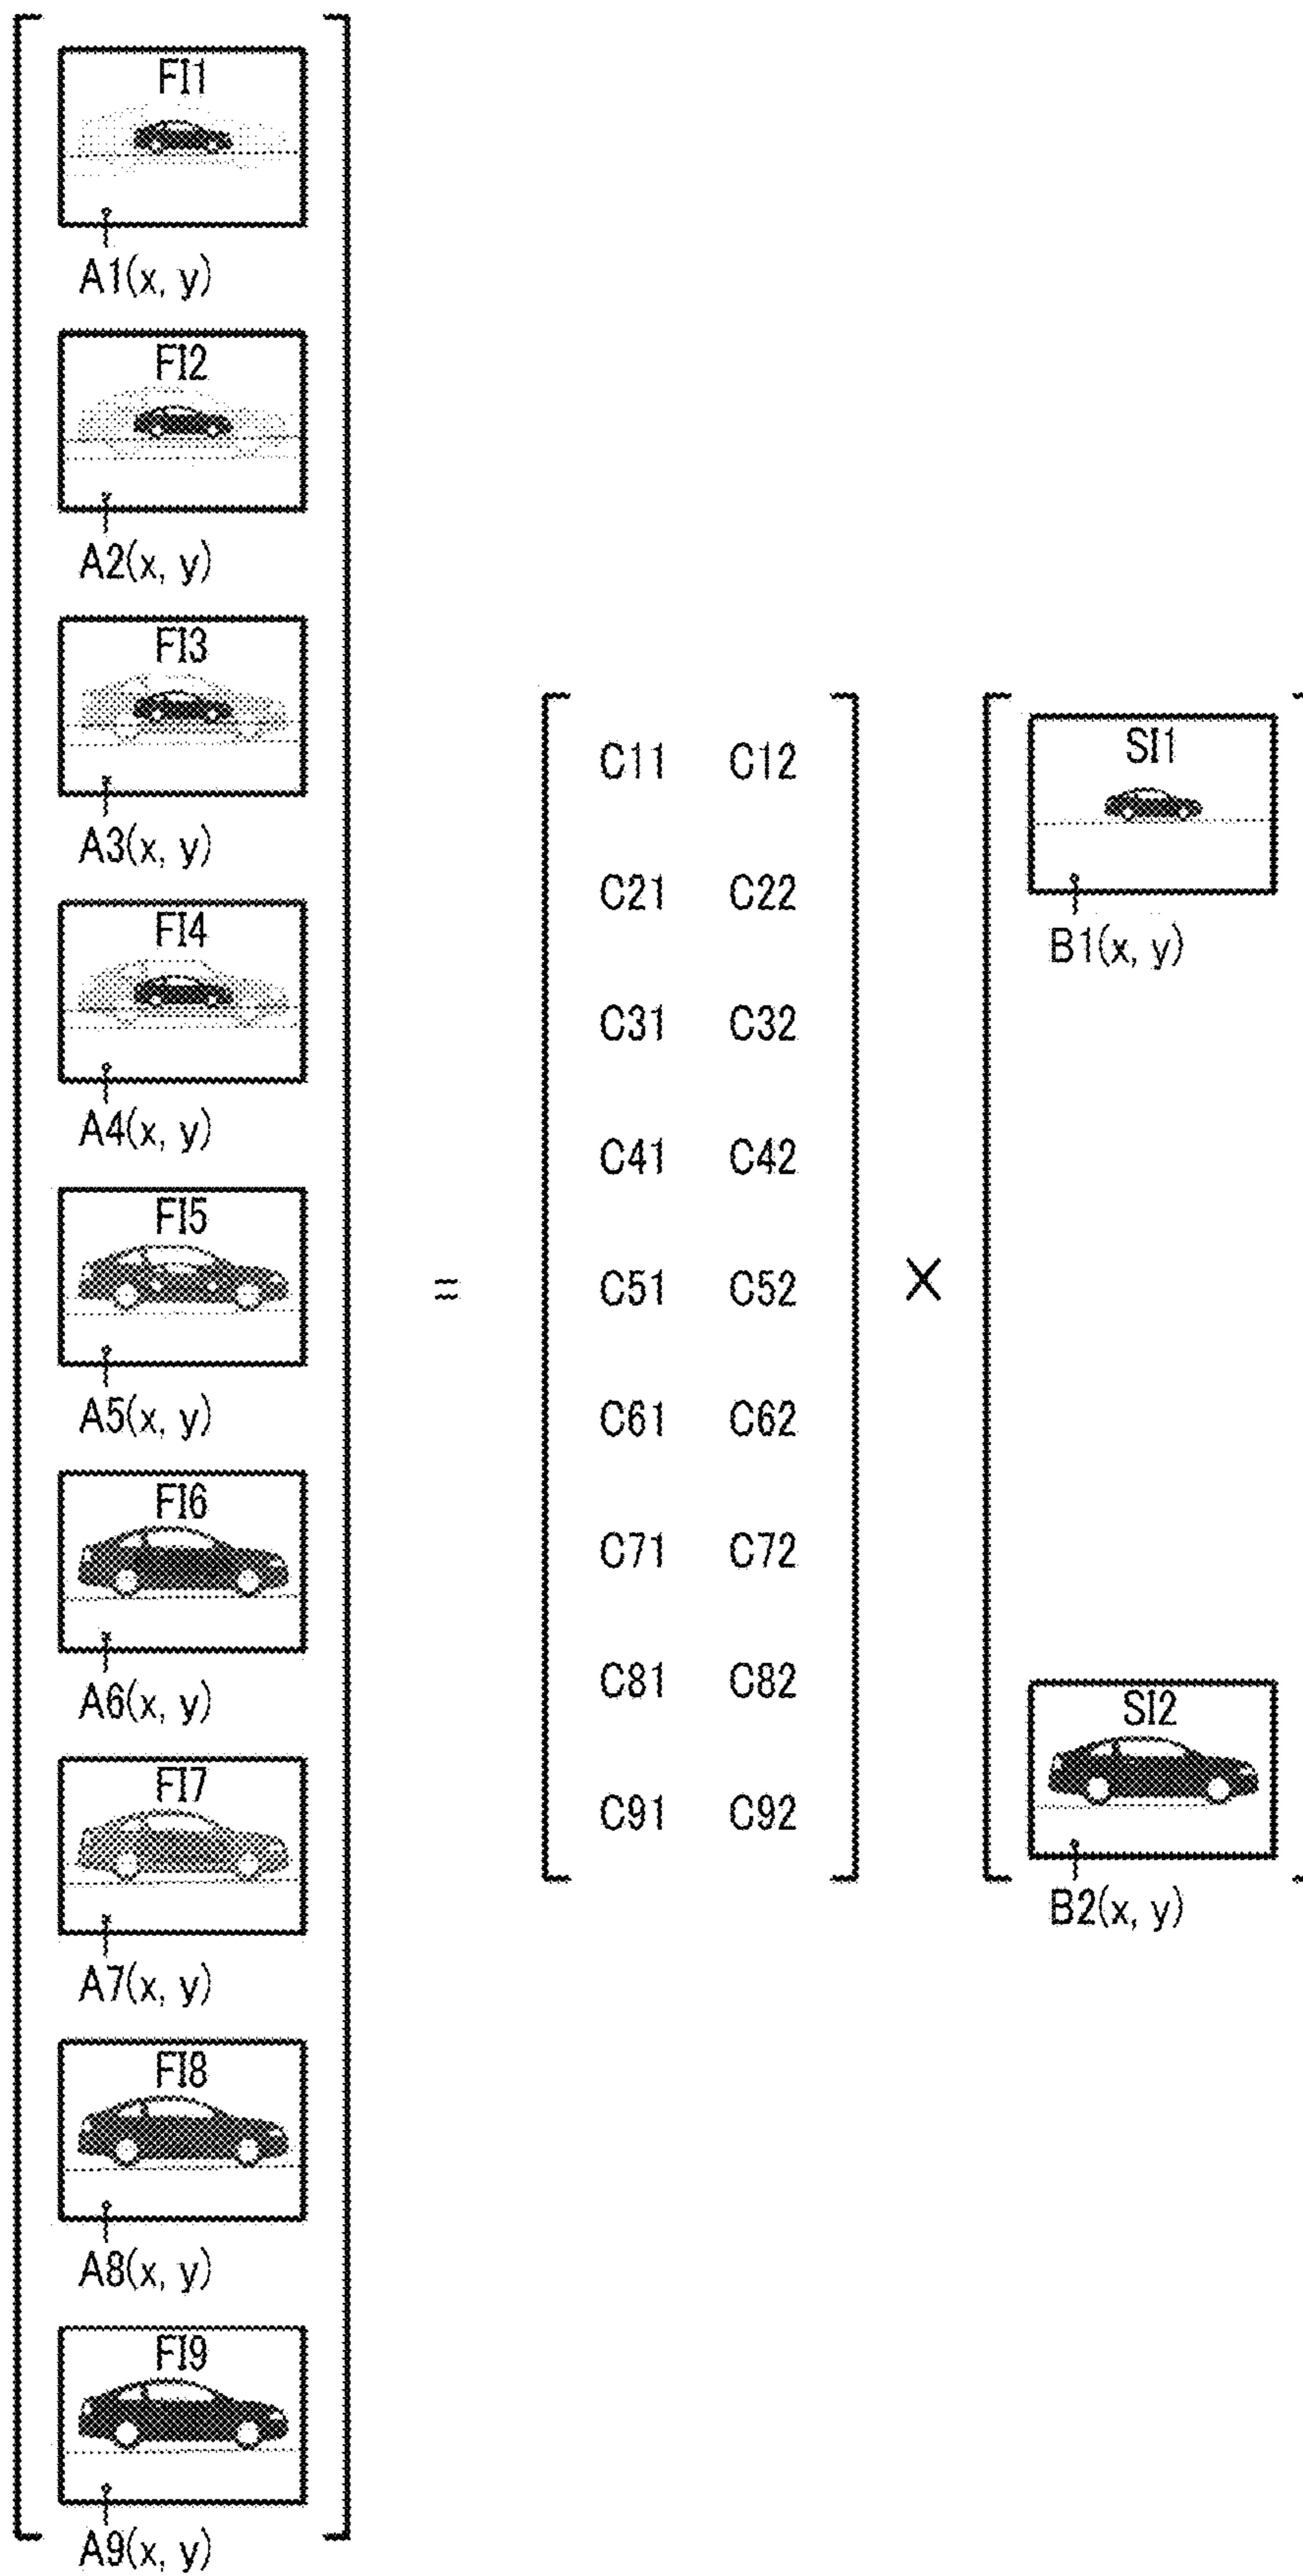 FI1
A1(x, y)
FI2
A2(x, y)
FI3
A3(x, y)
FI4
A4(x, y)
FI5
A5(x, y)
FI6
A6(x, y)
FI7
A7(x, y)
FI8
A8(x, y)
FI9
A9(x, y)
=
C11 C12
C21 C22
C31 C32
C41 C42
C51 C52
C61 C62
C71 C72
C81 C82
C91 C92
×
SI1
B1(x, y)
SI2
B2(x, y)